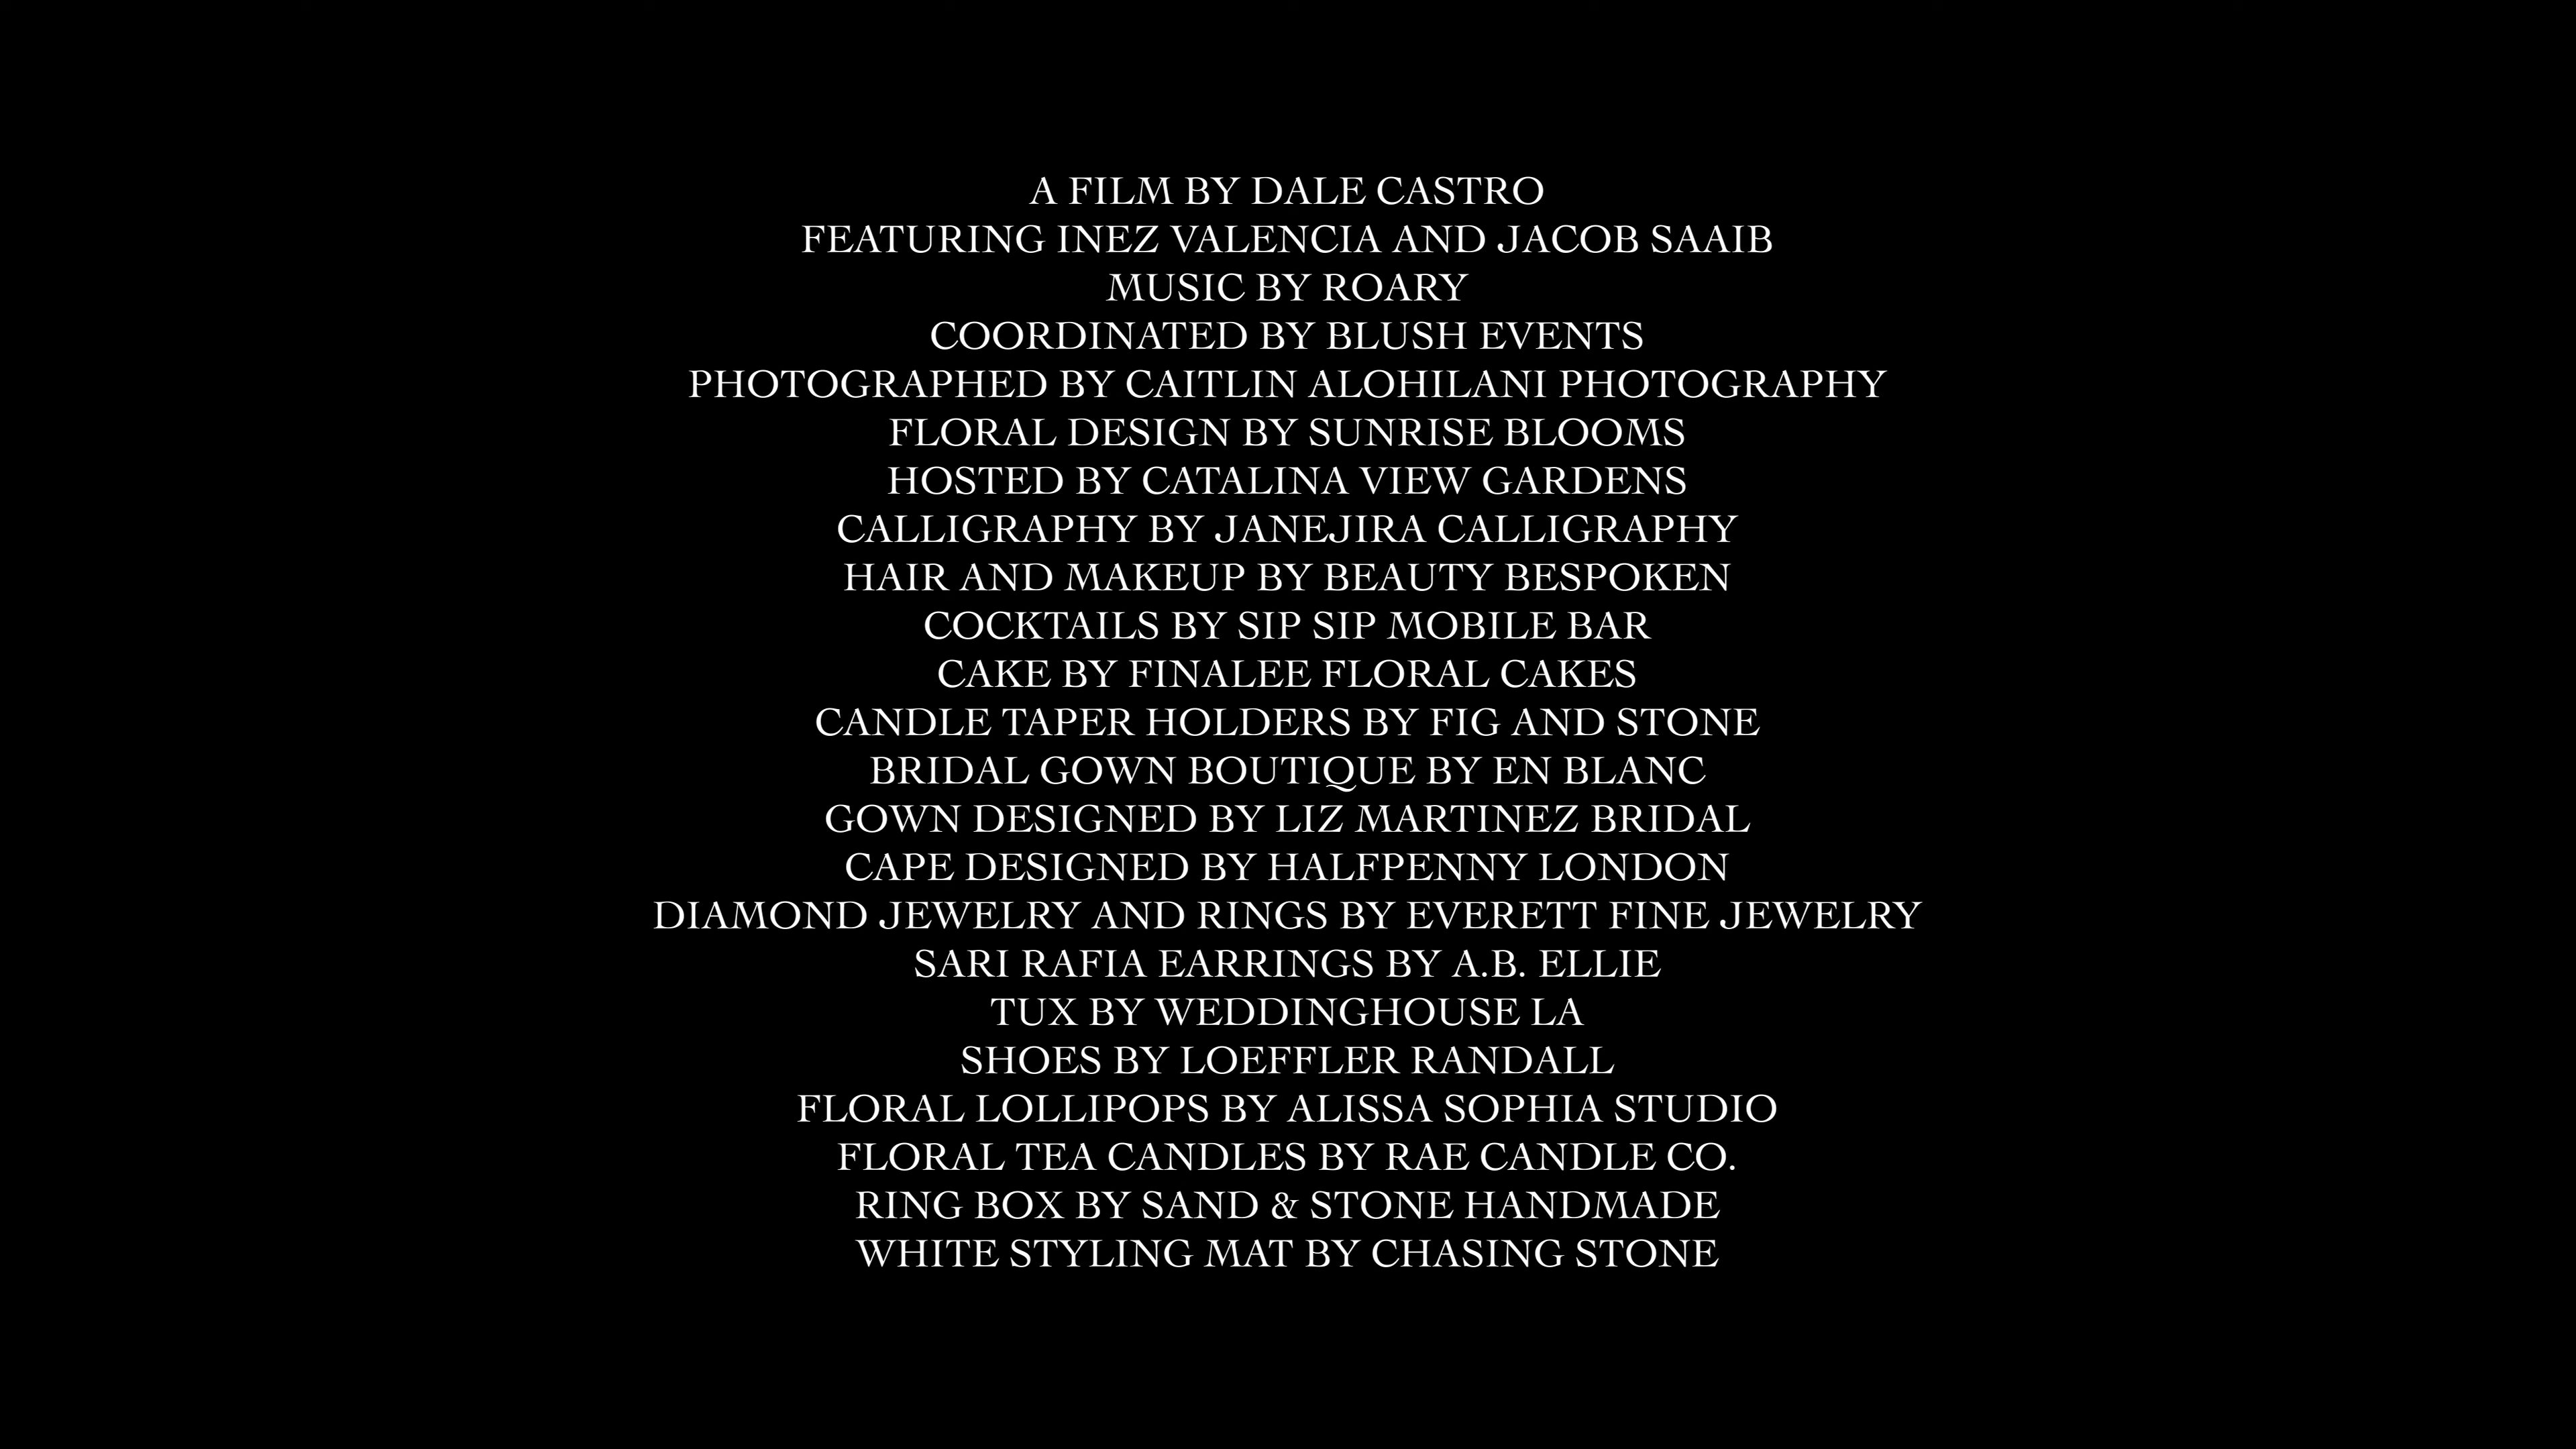 A FILM BY DALE CASTRO
FEATURING INEZ VALENCIA AND JACOB SAAIB
MUSIC BY ROARY
COORDINATED BY BLUSH EVENTS
PHOTOGRAPHED BY CAITLIN ALOHILANI PHOTOGRAPHY
FLORAL DESIGN BY SUNRISE BLOOMS
HOSTED BY CATALINA VIEW GARDENS
CALLIGRAPHY BY JANEJIRA CALLIGRAPHY
HAIR AND MAKEUP BY BEAUTY BESPOKEN
COCKTAILS BY SIP SIP MOBILE BAR
CAKE BY FINALEE FLORAL CAKES
CANDLE TAPER HOLDERS BY FIG AND STONE
BRIDAL GOWN BOUTIQUE BY EN BLANC
GOWN DESIGNED BY LIZ MARTINEZ BRIDAL
CAPE DESIGNED BY HALFPENNY LONDON
DIAMOND JEWELRY AND RINGS BY EVERETT FINE JEWELRY
SARI RAFIA EARRINGS BY A.B. ELLIE
TUX BY WEDDINGHOUSE LA
SHOES BY LOEFFLER RANDALL
FLORAL LOLLIPOPS BY ALISSA SOPHIA STUDIO
FLORAL TEA CANDLES BY RAE CANDLE CO.
RING BOX BY SAND & STONE HANDMADE
WHITE STYLING MAT BY CHASING STONE